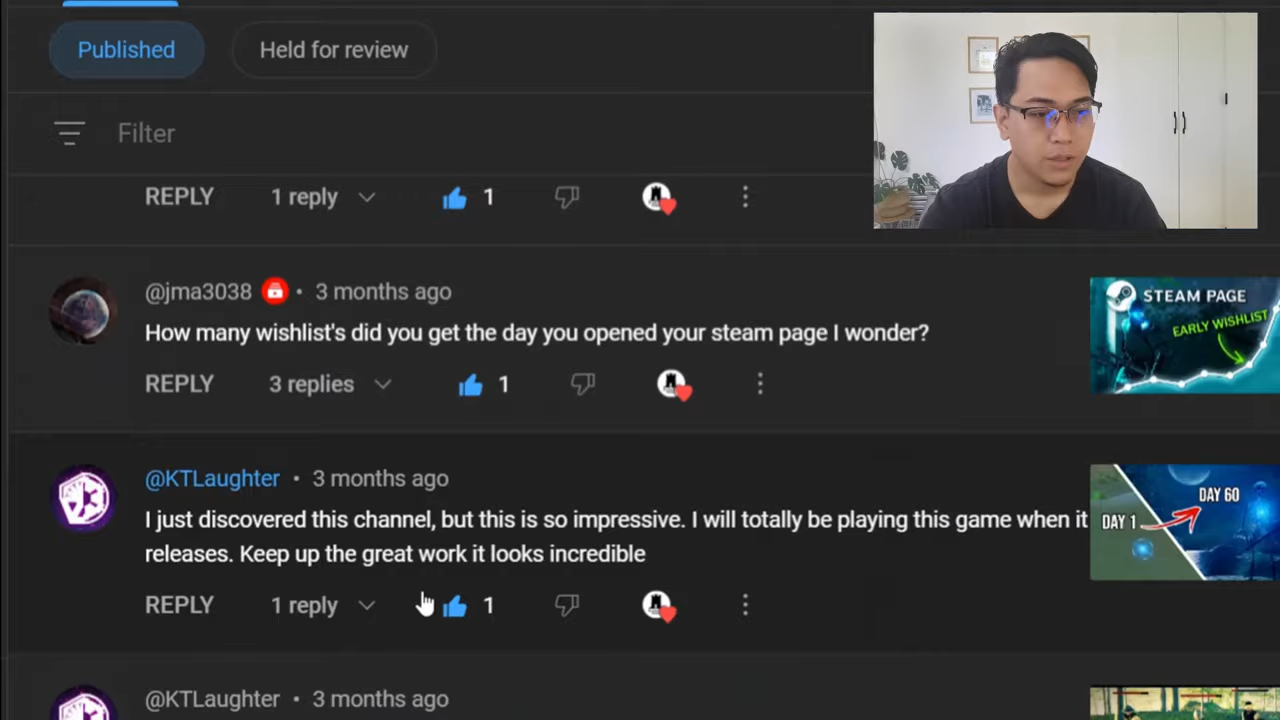 Published
Held for review
Filter
REPLY
1 reply
1
@jma3038 • 3 months ago
How many wishlist's did you get the day you opened your steam page I wonder?
REPLY
3 replies
1
STEAM PAGE
EARLY WISHLIST
@KTLaughter • 3 months ago
I just discovered this channel, but this is so impressive. I will totally be playing this game when it
releases. Keep up the great work it looks incredible
REPLY
1 reply
1
DAY 1
DAY 60
@KTLaughter • 3 months ago